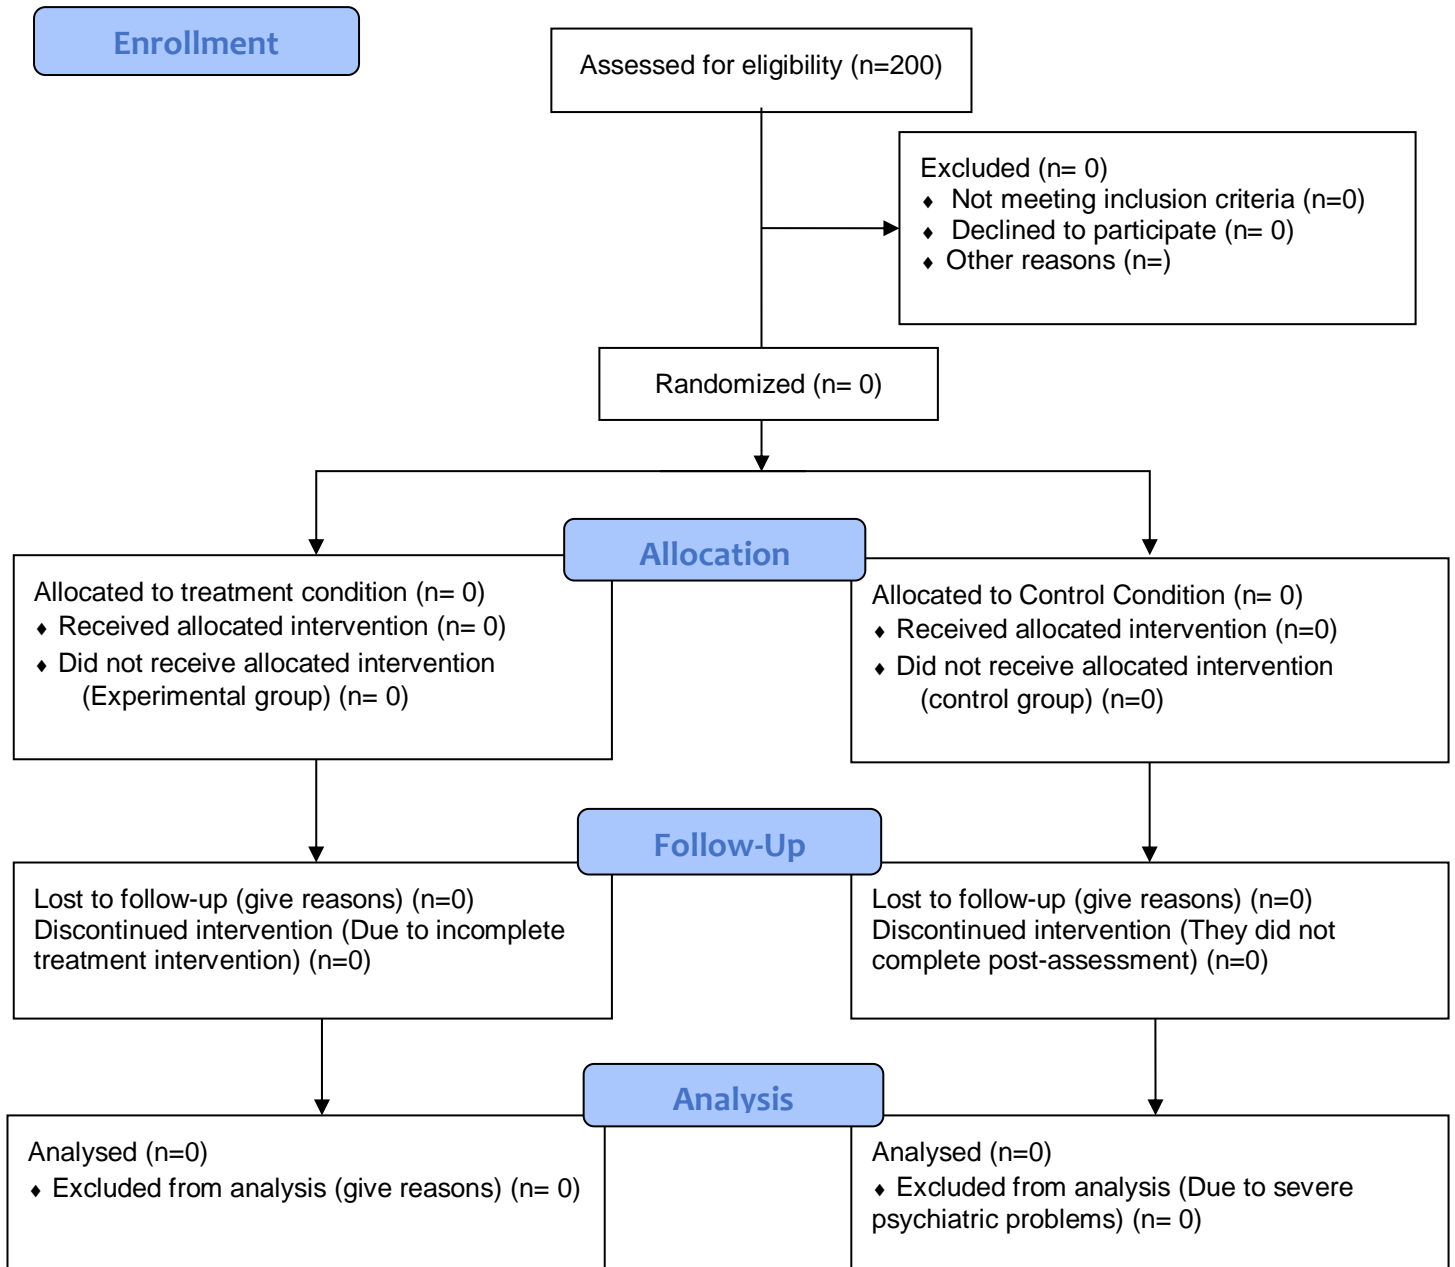 Enrollment
Assessed for eligibility (n=200)
Excluded (n= 0)
♦ Not meeting inclusion criteria (n=0)
♦ Declined to participate (n= 0)
♦ Other reasons (n=)
Randomized (n= 0)
Allocation
Allocated to treatment condition (n= 0)
♦ Received allocated intervention (n= 0)
♦ Did not receive allocated intervention
(Experimental group) (n= 0)
Allocated to Control Condition (n= 0)
♦ Received allocated intervention (n=0)
♦ Did not receive allocated intervention
(control group) (n=0)
Follow-Up
Lost to follow-up (give reasons) (n=0)
Discontinued intervention (Due to incomplete
treatment intervention) (n=0)
Lost to follow-up (give reasons) (n=0)
Discontinued intervention (They did not
complete post-assessment) (n=0)
Analysis
Analysed (n=0)
♦ Excluded from analysis (give reasons) (n= 0)
Analysed (n=0)
♦ Excluded from analysis (Due to severe
psychiatric problems) (n= 0)